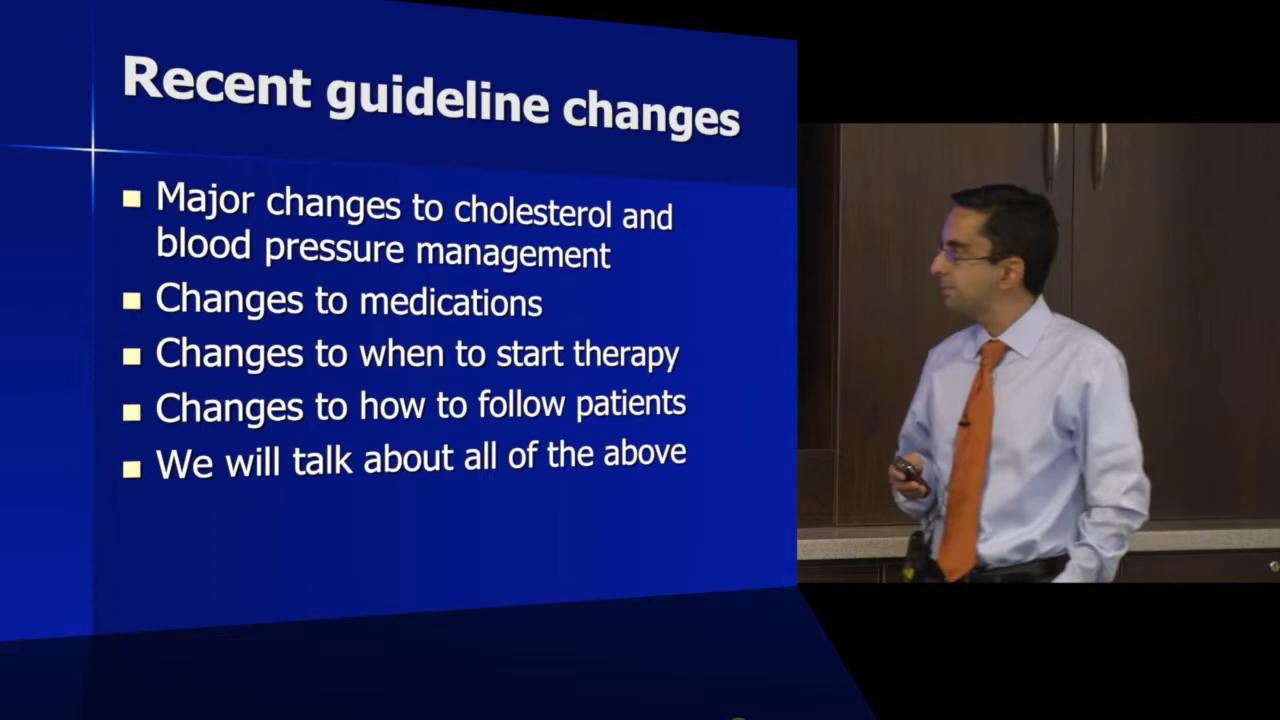 Recent guideline changes
Major changes to cholesterol and
blood pressure management
Changes to medications
Changes to when to start therapy
Changes to how to follow patients
We will talk about all of the above